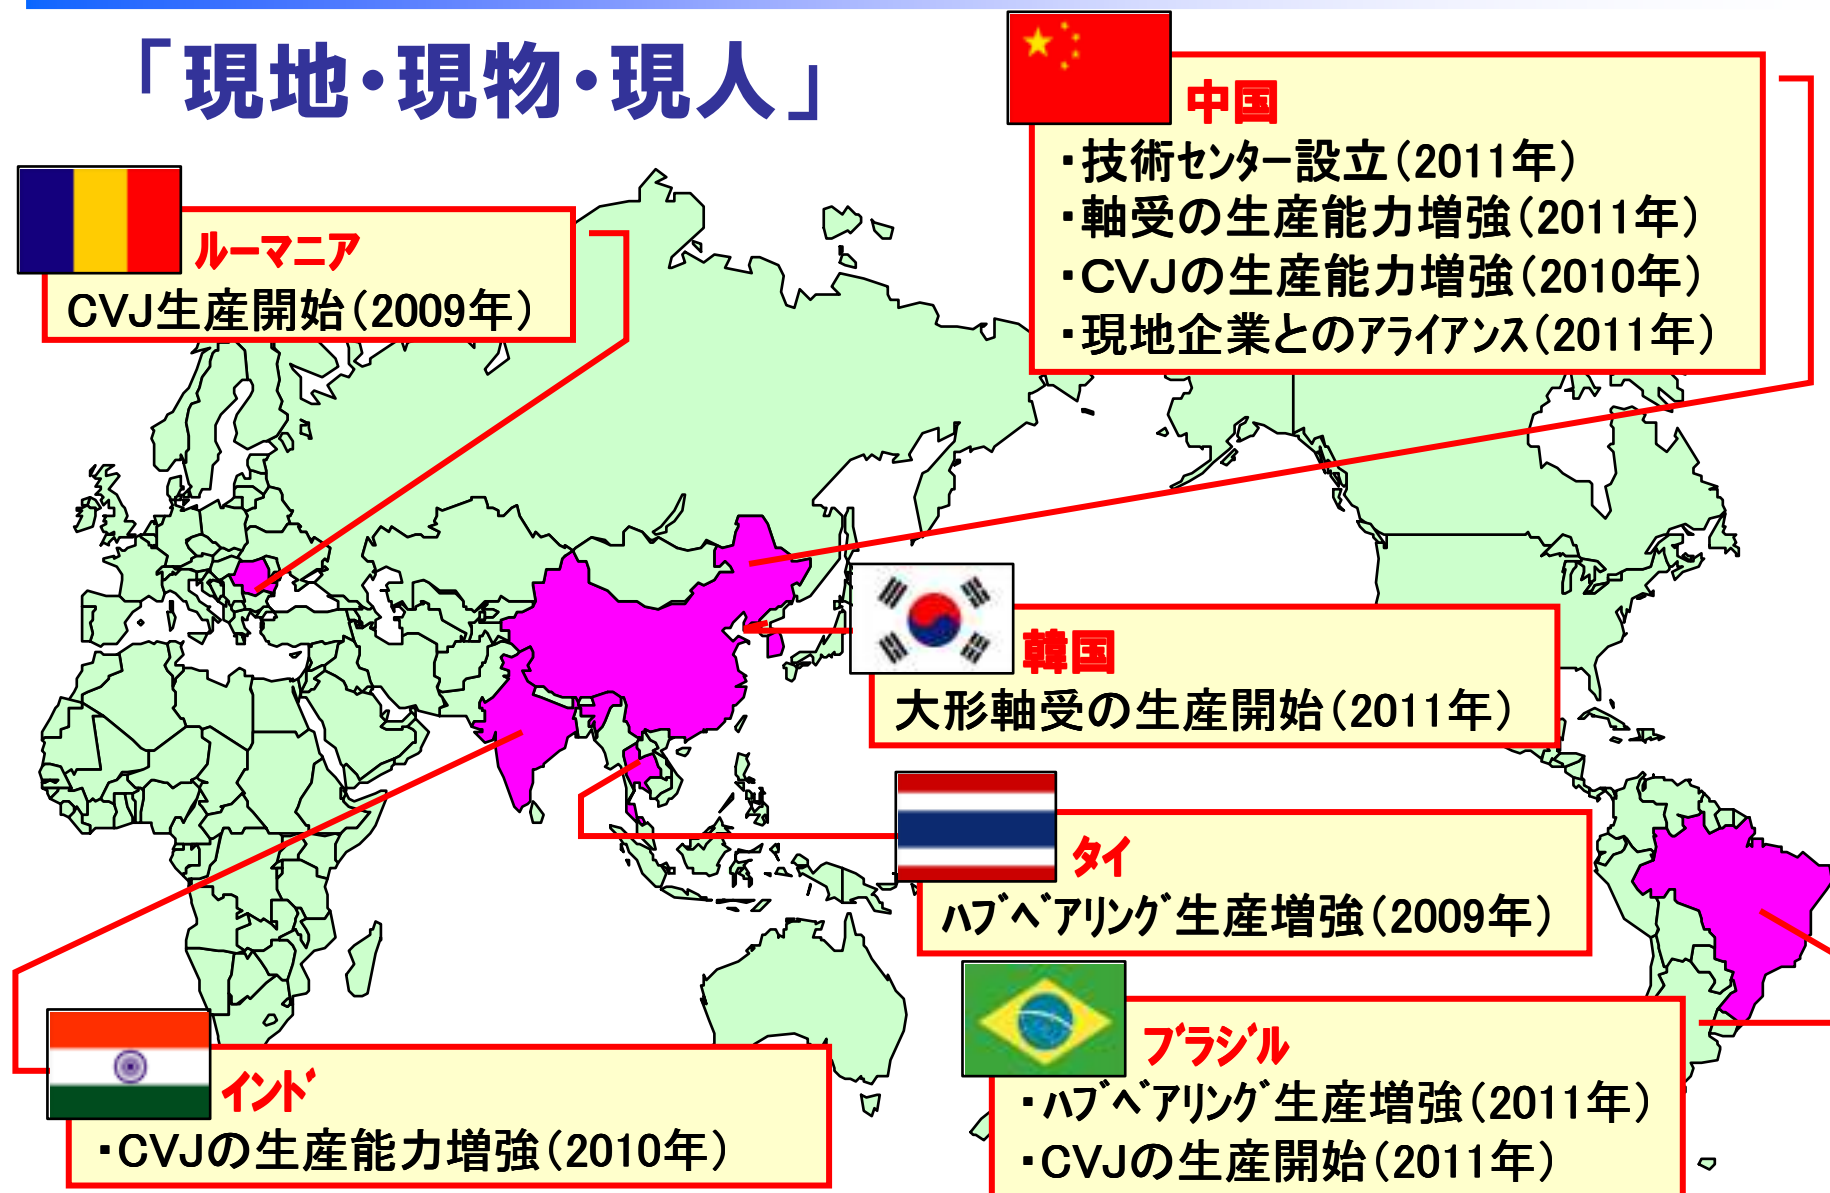 「現地・現物・現人」
中国
・技術ｾﾝﾀｰ設立（2011年）
・軸受の生産能力増強（2011年）
・CVJの生産能力増強（2010年）
・現地企業とのｱﾗｲｱﾝｽ（2011年）
ﾙｰﾏﾆｱ
CVJ生産開始（2009年）
韓国
大形軸受の生産開始（2011年）
ﾀｲ
ﾊﾌﾞﾍﾞｱﾘﾝｸﾞ生産増強（2009年）
ﾌﾞﾗｼﾞﾙ
・ﾊﾌﾞﾍﾞｱﾘﾝｸﾞ生産増強（2011年）
・CVJの生産開始（2011年）
ｲﾝﾄﾞ
・CVJの生産能力増強（2010年）